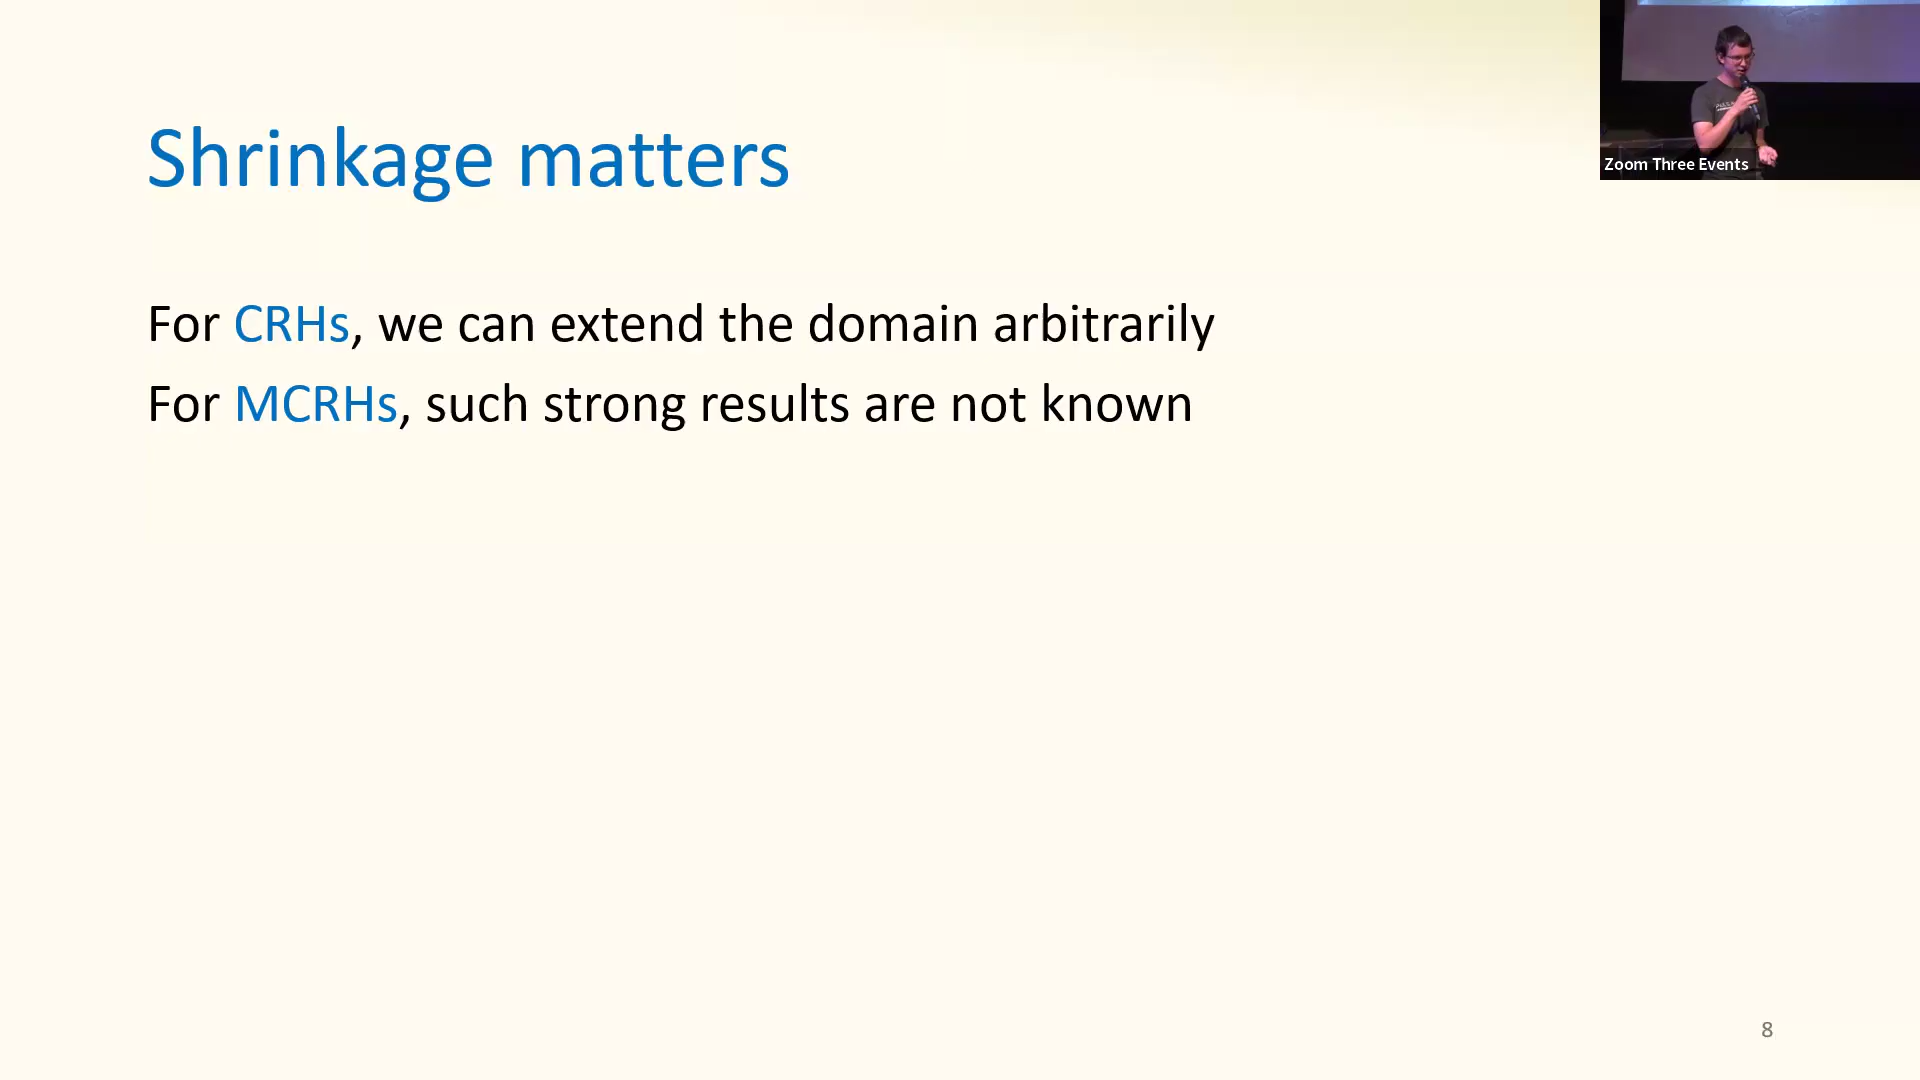 Shrinkage matters
For CRHs, we can extend the domain arbitrarily
For MCRHs, such strong results are not known
Zoom Three Events
8